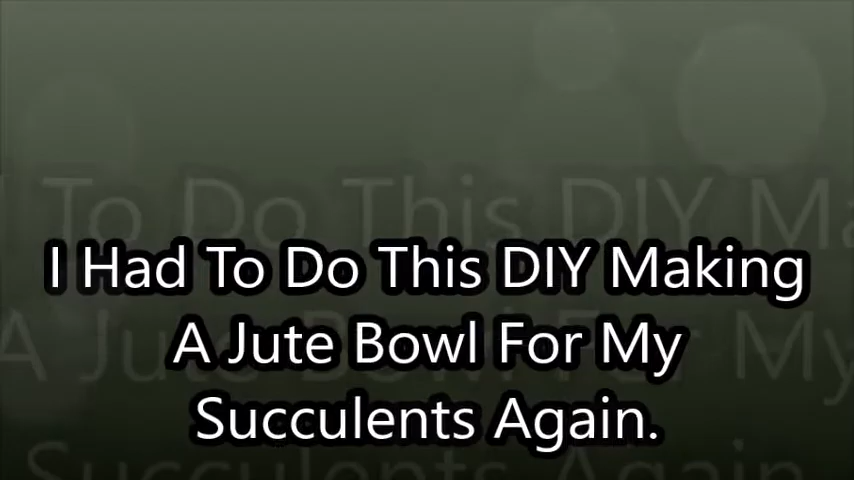 I Had To Do This DIY Making
A Jute Bowl For My
Succulents Again.